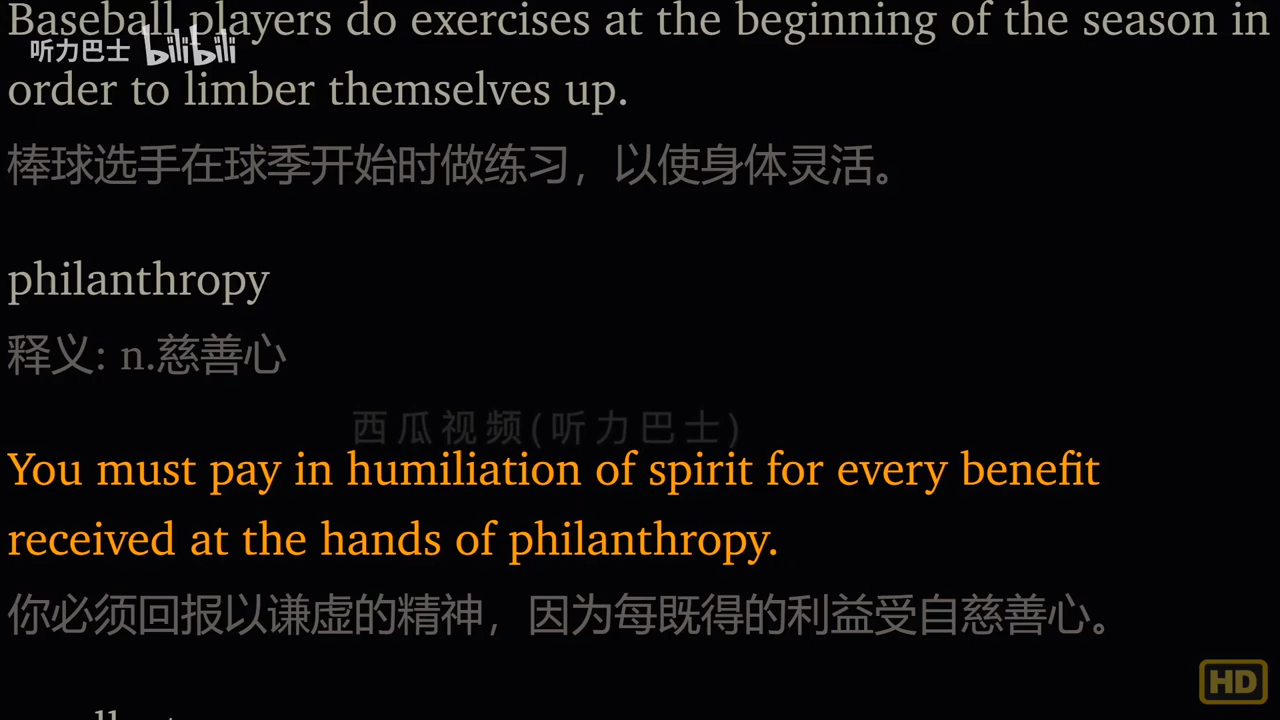 Baseball players do exercises at the beginning of the season in
听力巴士 bilibili
order to limber themselves up.
棒球选手在球季开始时做练习，以使身体灵活。
philanthropy
释义: n.慈善心
西瓜视频(听力巴士)
You must pay in humiliation of spirit for every benefit
received at the hands of philanthropy.
你必须回报以谦虚的精神，因为每既得的利益受自慈善心。
HD